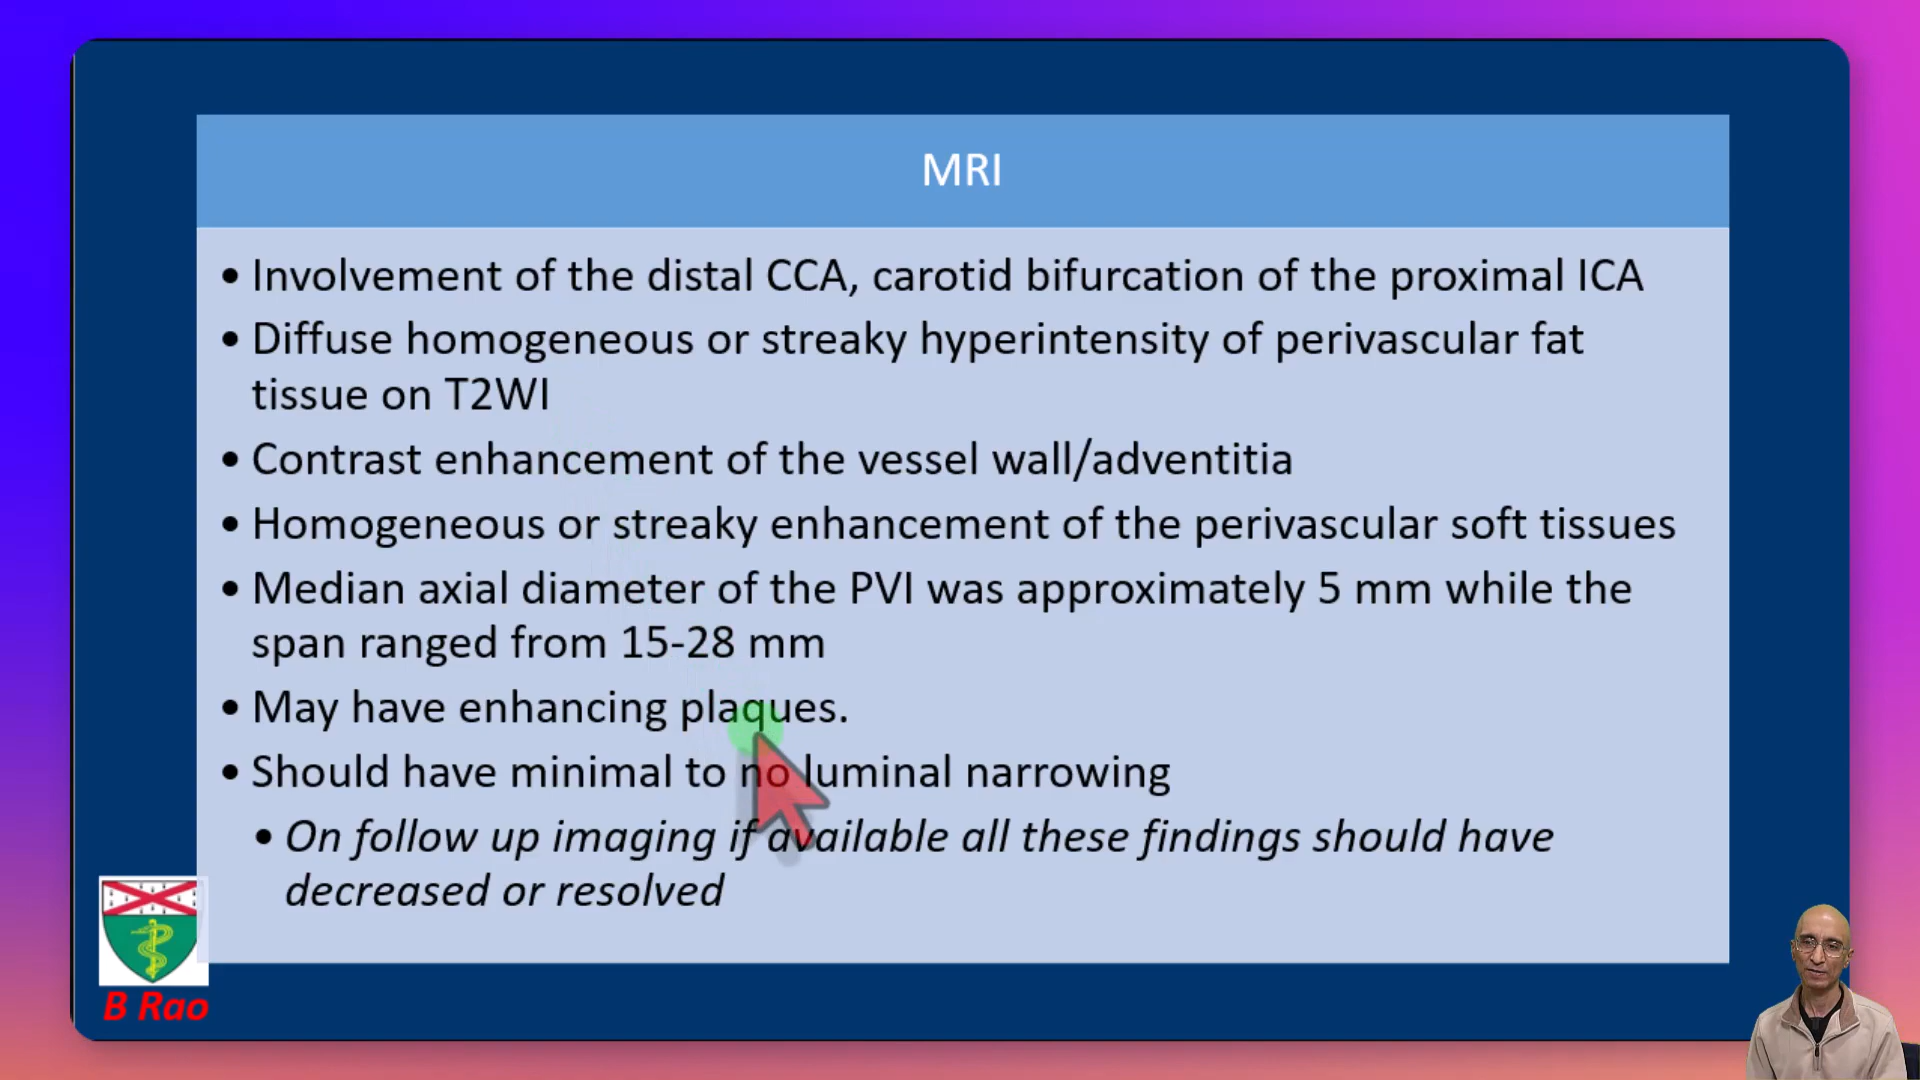 MRI
• Involvement of the distal CCA, carotid bifurcation of the proximal ICA
• Diffuse homogeneous or streaky hyperintensity of perivascular fat
tissue on T2WI
• Contrast enhancement of the vessel wall/adventitia
• Homogeneous or streaky enhancement of the perivascular soft tissues
• Median axial diameter of the PVI was approximately 5 mm while the
span ranged from 15-28 mm
• May have enhancing plaques.
• Should have minimal to no luminal narrowing
• On follow up imaging if available all these findings should have
decreased or resolved
B Rao